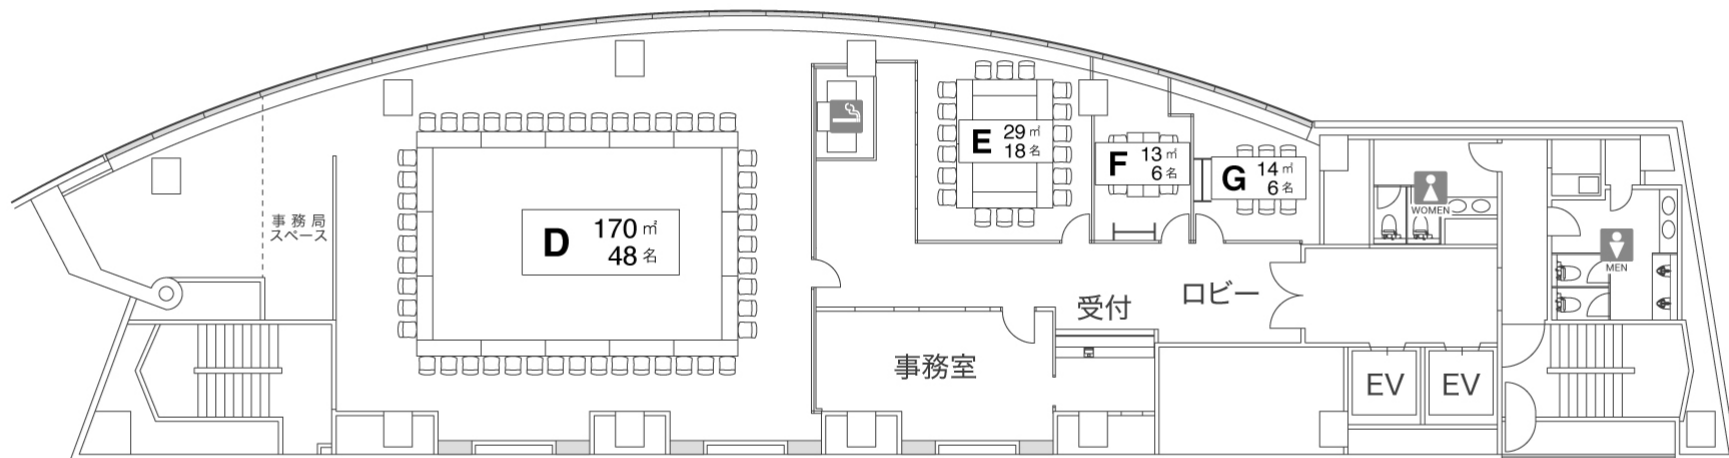 事務局
スペース
D 170㎡
48名
E 29㎡
18名
F 13㎡
6名
G 14㎡
6名
WOMEN
MEN
受付
ロビー
事務室
EV
EV